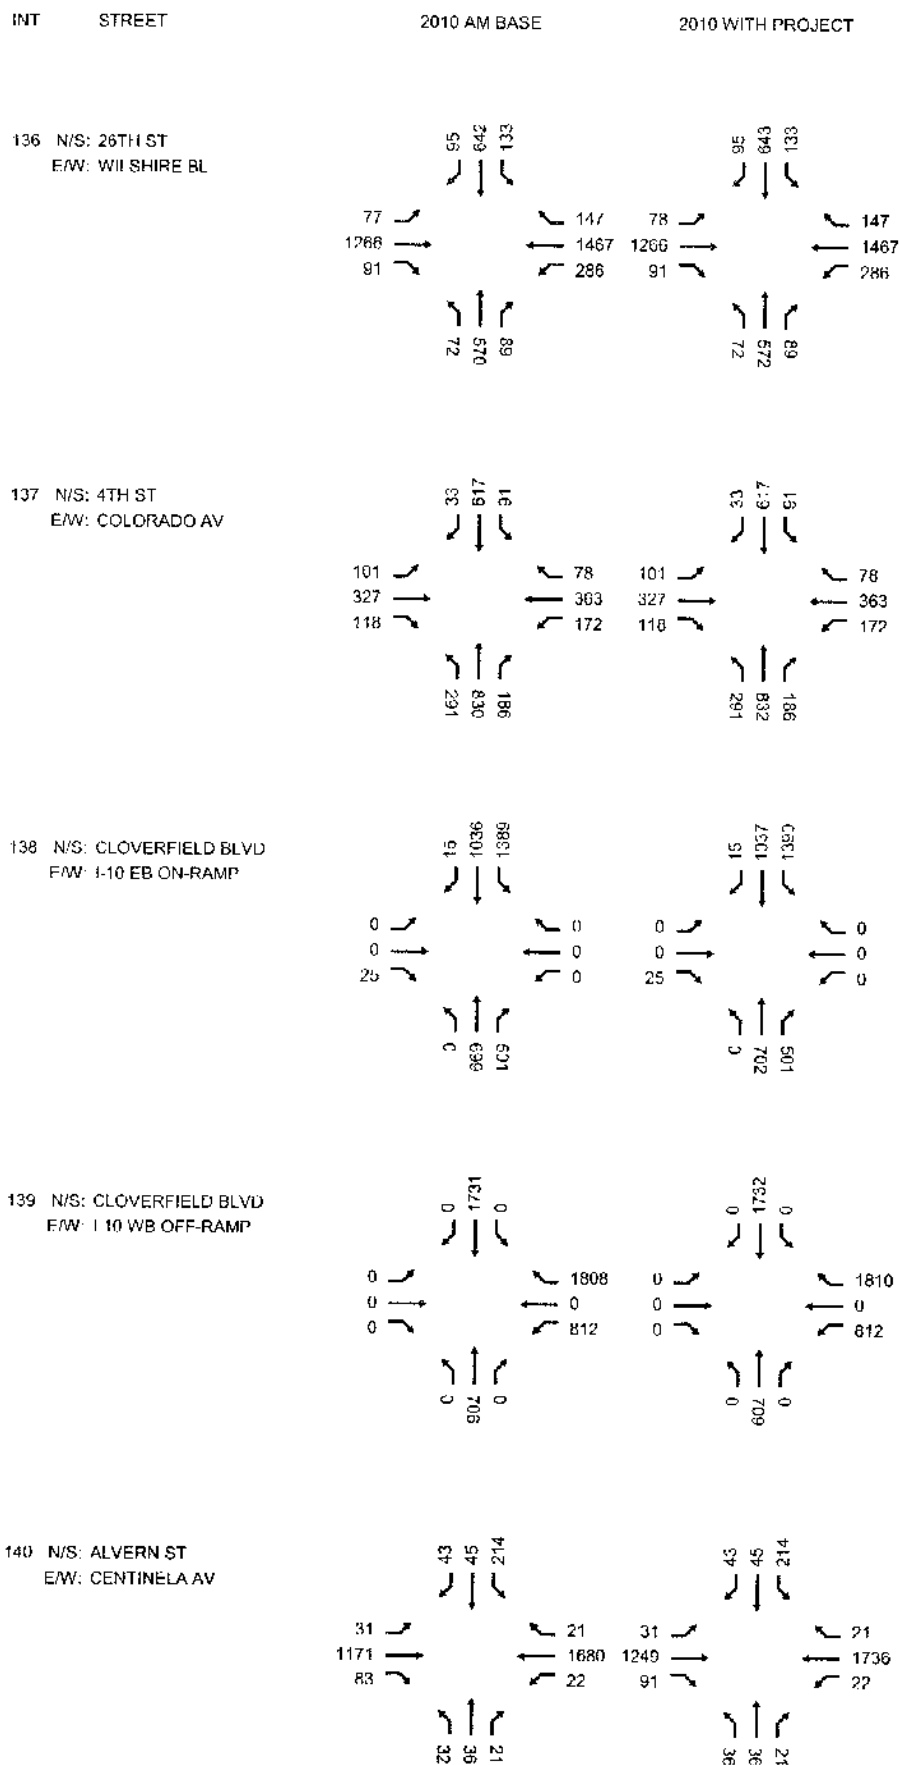 INT STREET 2010 AM BASE 2010 WITH PROJECT
136 N/S: 26TH ST
E/W: WILSHIRE BL
95 642 133 95 643 133
77 147 78 147
1266 1467 1266 1467
91 286 91 286
72 570 89 72 572 89
137 N/S: 4TH ST
E/W: COLORADO AV
33 617 91 33 617 91
101 78 101 78
327 363 327 363
118 172 118 172
291 830 186 291 832 186
138 N/S: CLOVERFIELD BLVD
E/W: I-10 EB ON-RAMP
15 1036 1389 15 1037 1390
0 0 0 0
0 0 0 0
25 0 25 0
0 699 501 0 702 501
139 N/S: CLOVERFIELD BLVD
E/W: I-10 WB OFF-RAMP
0 1731 0 0 1732 0
0 1808 0 1810
0 0 0 0
0 812 0 812
0 706 0 0 709 0
140 N/S: ALVERN ST
E/W: CENTINELA AV
43 45 214 43 45 214
31 21 31 21
1171 1680 1249 1736
83 22 91 22
32 36 21 36 36 21